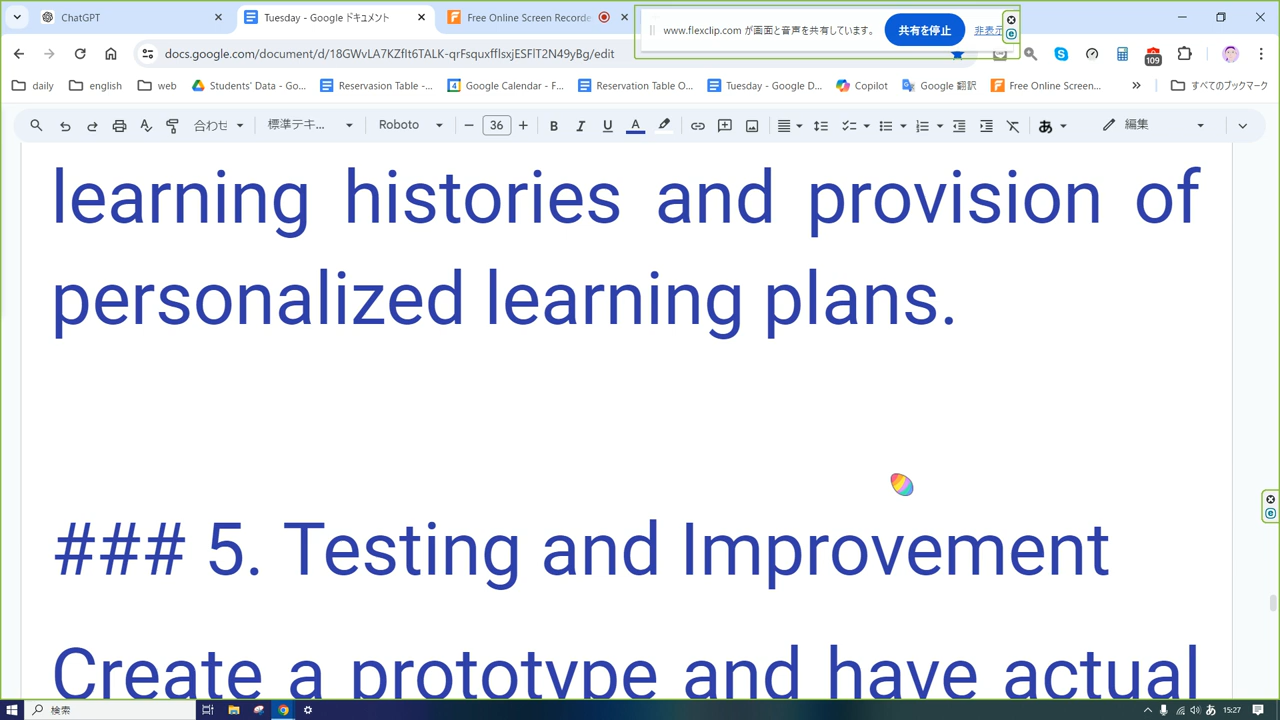 ChatGPT
Tuesday - Google ドキュメント
Free Online Screen Recorde
www.flexclip.com が画面と音声を共有しています。
共有を停止
非表示
docs.google.com/document/d/18GWvLA7KZflt6TALK-grFsquxfflsxiFSFlT2N49vBg/edit
109
daily
english
web
Students' Data - Go...
Reservasion Table -...
Google Calendar - F...
Reservation Table O...
Tuesday - Google D...
Copilot
Google 翻訳
Free Online Screen...
すべてのブックマーク
合わせ
標準テキ...
Roboto
36
編集
learning histories and provision of
personalized learning plans.
### 5. Testing and Improvement
Create a prototype and have actual
検索
15:27